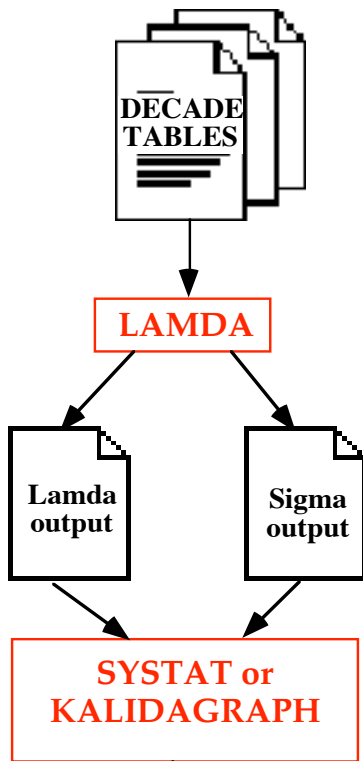 DECADE
TABLES
LAMDA
Lamda
output
Sigma
output
SYSTAT or
KALIDAGRAPH